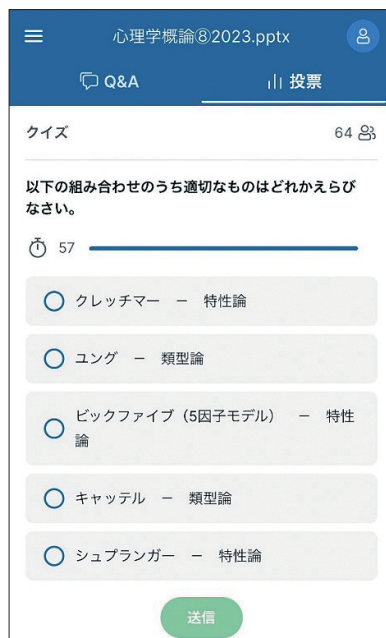 心理学概論⑧2023.pptx
Q&A
投票
クイズ
64
以下の組み合わせのうち適切なものはどれかえらび
なさい。
57
クレッチマー － 特性論
ユング － 類型論
ビックファイブ（5因子モデル） － 特性
論
キャッテル － 類型論
シュプランガー － 特性論
送信